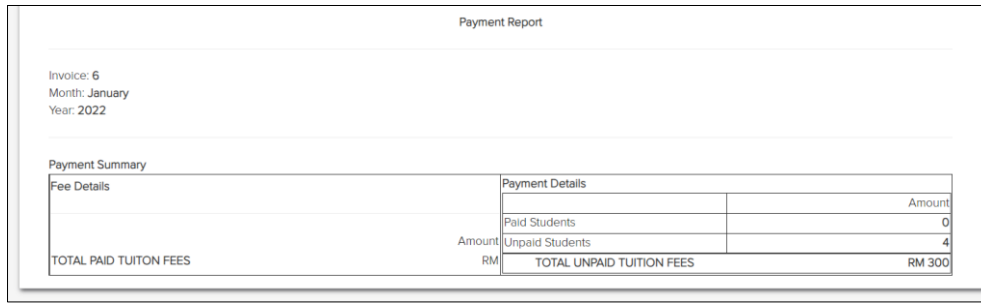 Payment Report
Invoice: 6
Month: January
Year: 2022
Payment Summary
Fee Details
Amount
TOTAL PAID TUITON FEES RM
Payment Details
Amount
Paid Students 0
Unpaid Students 4
TOTAL UNPAID TUITION FEES RM 300